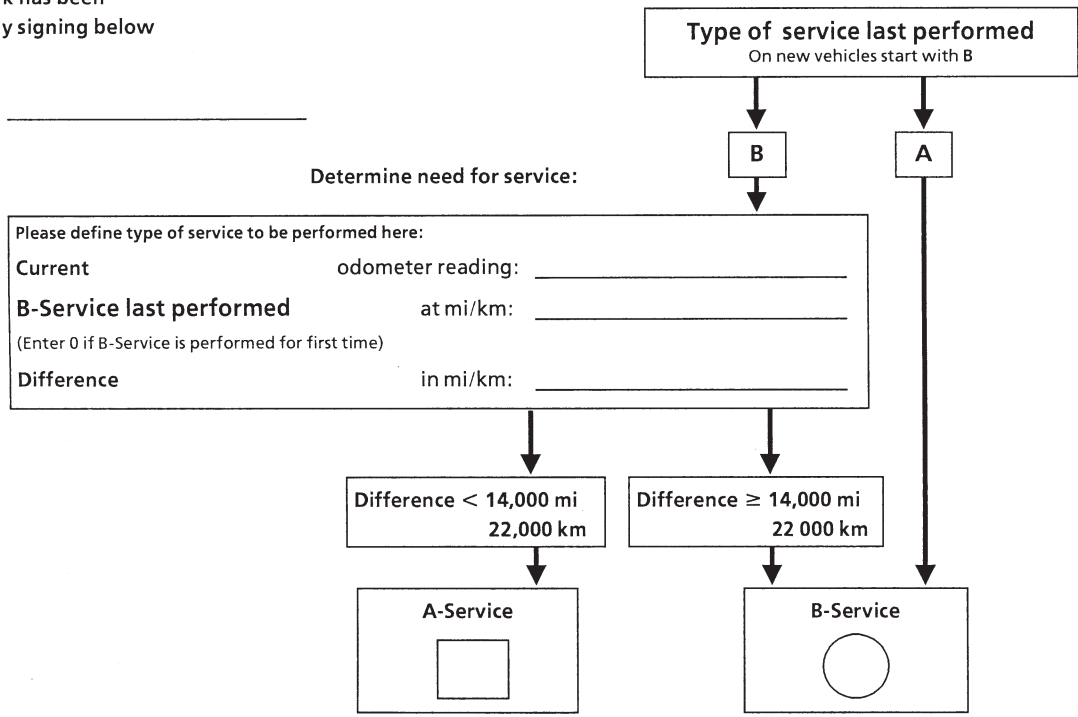 k has been
y signing below
Type of service last performed
On new vehicles start with B
B
A
Determine need for service:
Please define type of service to be performed here:
Current odometer reading:
B-Service last performed at mi/km:
(Enter 0 if B-Service is performed for first time)
Difference in mi/km:
Difference < 14,000 mi
22,000 km
Difference ≥ 14,000 mi
22 000 km
A-Service
B-Service